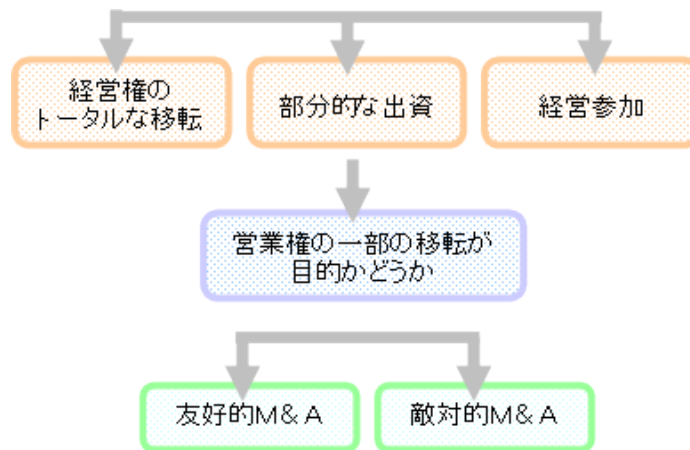 経営権の
トータルな移転
部分的な出資
経営参加
営業権の一部の移転が
目的かどうか
友好的M&A
敵対的M&A